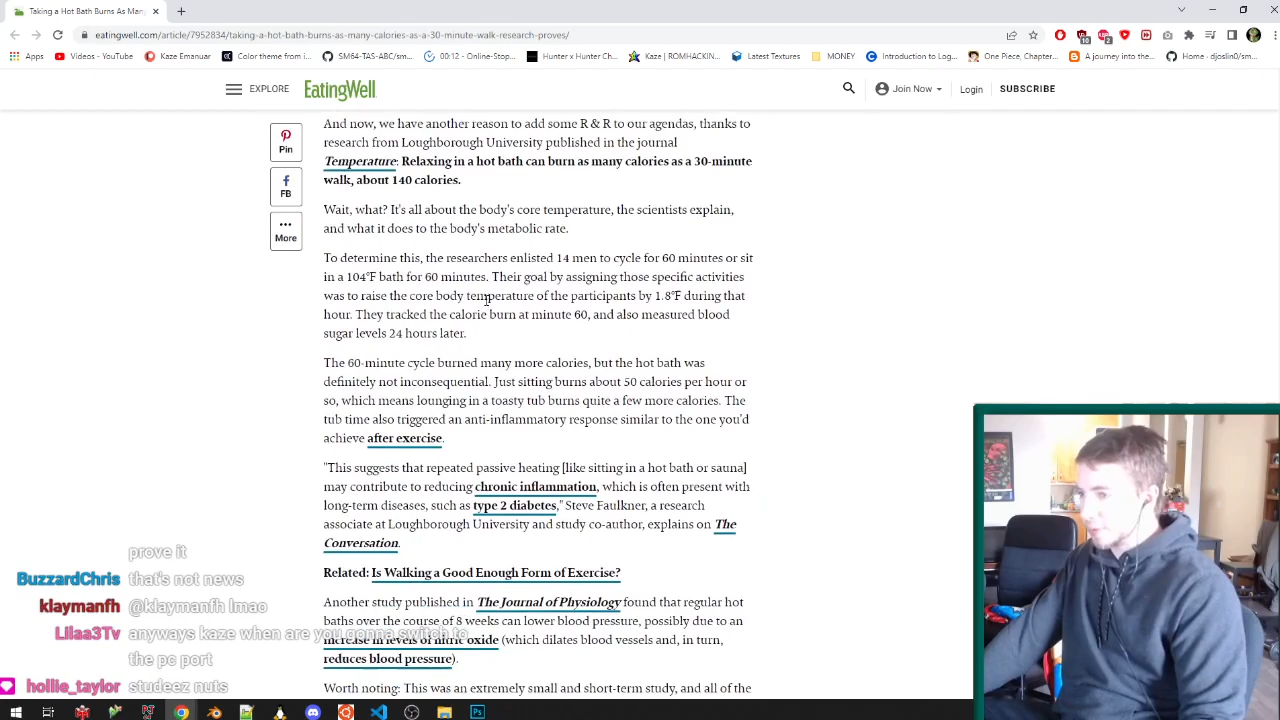 Taking a Hot Bath Burns As Many
eatingwell.com/article/7952834/taking-a-hot-bath-burns-as-many-calories-as-a-30-minute-walk-research-proves/
Apps Videos - YouTube Kaze Emanuar Color theme from i... SM64-TAS-AI/AC/sm... 00:12 - Online-Stop... Hunter x Hunter Ch... Kaze | ROMHACKIN... Latest Textures MONEY Introduction to Log... One Piece, Chapter... A journey into the... Home · djoslin0/sm...
EXPLORE EatingWell Join Now Login SUBSCRIBE
Pin
FB
More
And now, we have another reason to add some R & R to our agendas, thanks to
research from Loughborough University published in the journal
Temperature: Relaxing in a hot bath can burn as many calories as a 30-minute
walk, about 140 calories.
Wait, what? It's all about the body's core temperature, the scientists explain,
and what it does to the body's metabolic rate.
To determine this, the researchers enlisted 14 men to cycle for 60 minutes or sit
in a 104°F bath for 60 minutes. Their goal by assigning those specific activities
was to raise the core body temperature of the participants by 1.8°F during that
hour. They tracked the calorie burn at minute 60, and also measured blood
sugar levels 24 hours later.
The 60-minute cycle burned many more calories, but the hot bath was
definitely not inconsequential. Just sitting burns about 50 calories per hour or
so, which means lounging in a toasty tub burns quite a few more calories. The
tub time also triggered an anti-inflammatory response similar to the one you'd
achieve after exercise.
"This suggests that repeated passive heating [like sitting in a hot bath or sauna]
may contribute to reducing chronic inflammation, which is often present with
long-term diseases, such as type 2 diabetes," Steve Faulkner, a research
associate at Loughborough University and study co-author, explains on The
Conversation.
Related: Is Walking a Good Enough Form of Exercise?
Another study published in The Journal of Physiology found that regular hot
baths over the course of 8 weeks can lower blood pressure, possibly due to an
increase in levels of nitric oxide (which dilates blood vessels and, in turn,
reduces blood pressure).
Worth noting: This was an extremely small and short-term study, and all of the
prove it
BuzzardChris that's not news
klaymanfh @klaymanfh lmao
Lilaa3Tv anyways kaze when are you gonna switch to
the pc port
hollie_taylor studeez nuts